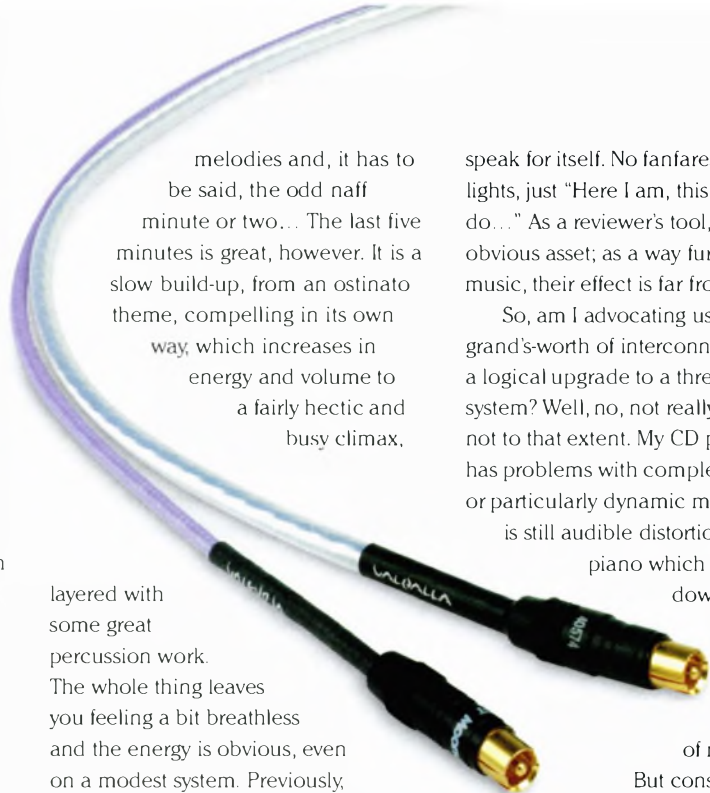 melodies and, it has to
be said, the odd naff
minute or two... The last five
minutes is great, however. It is a
slow build-up, from an ostinato
theme, compelling in its own
way, which increases in
energy and volume to
a fairly hectic and
busy climax,
layered with
some great
percussion work.
The whole thing leaves
you feeling a bit breathless
and the energy is obvious, even
on a modest system. Previously,
speak for itself. No fanfare
lights, just “Here I am, this
do...” As a reviewer's tool,
obvious asset; as a way fur
music, their effect is far fro
So, am I advocating us
grand's-worth of interconn
a logical upgrade to a thre
system? Well, no, not really
not to that extent. My CD p
has problems with comple
or particularly dynamic m
is still audible distortio
piano which
dow
of
But cons
VALHALLA
VALHALLA
40574